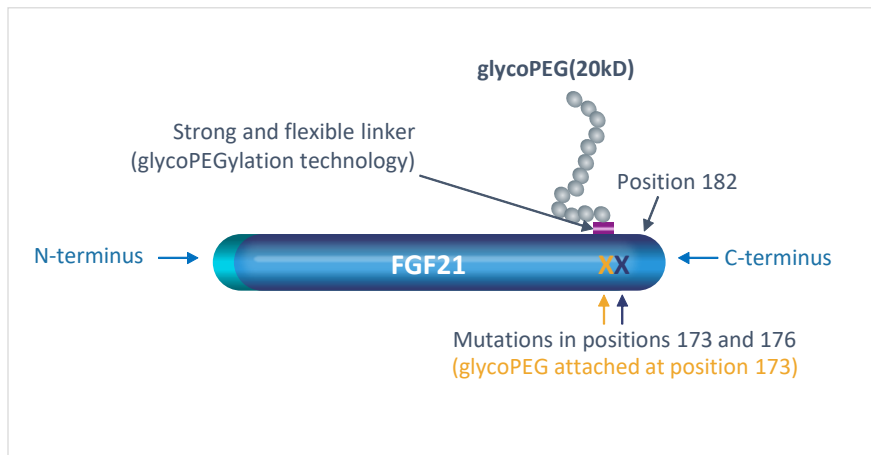 glycoPEG(20kD)
Strong and flexible linker
(glycoPEGylation technology)
Position 182
N-terminus
FGF21
XX
C-terminus
Mutations in positions 173 and 176
(glycoPEG attached at position 173)